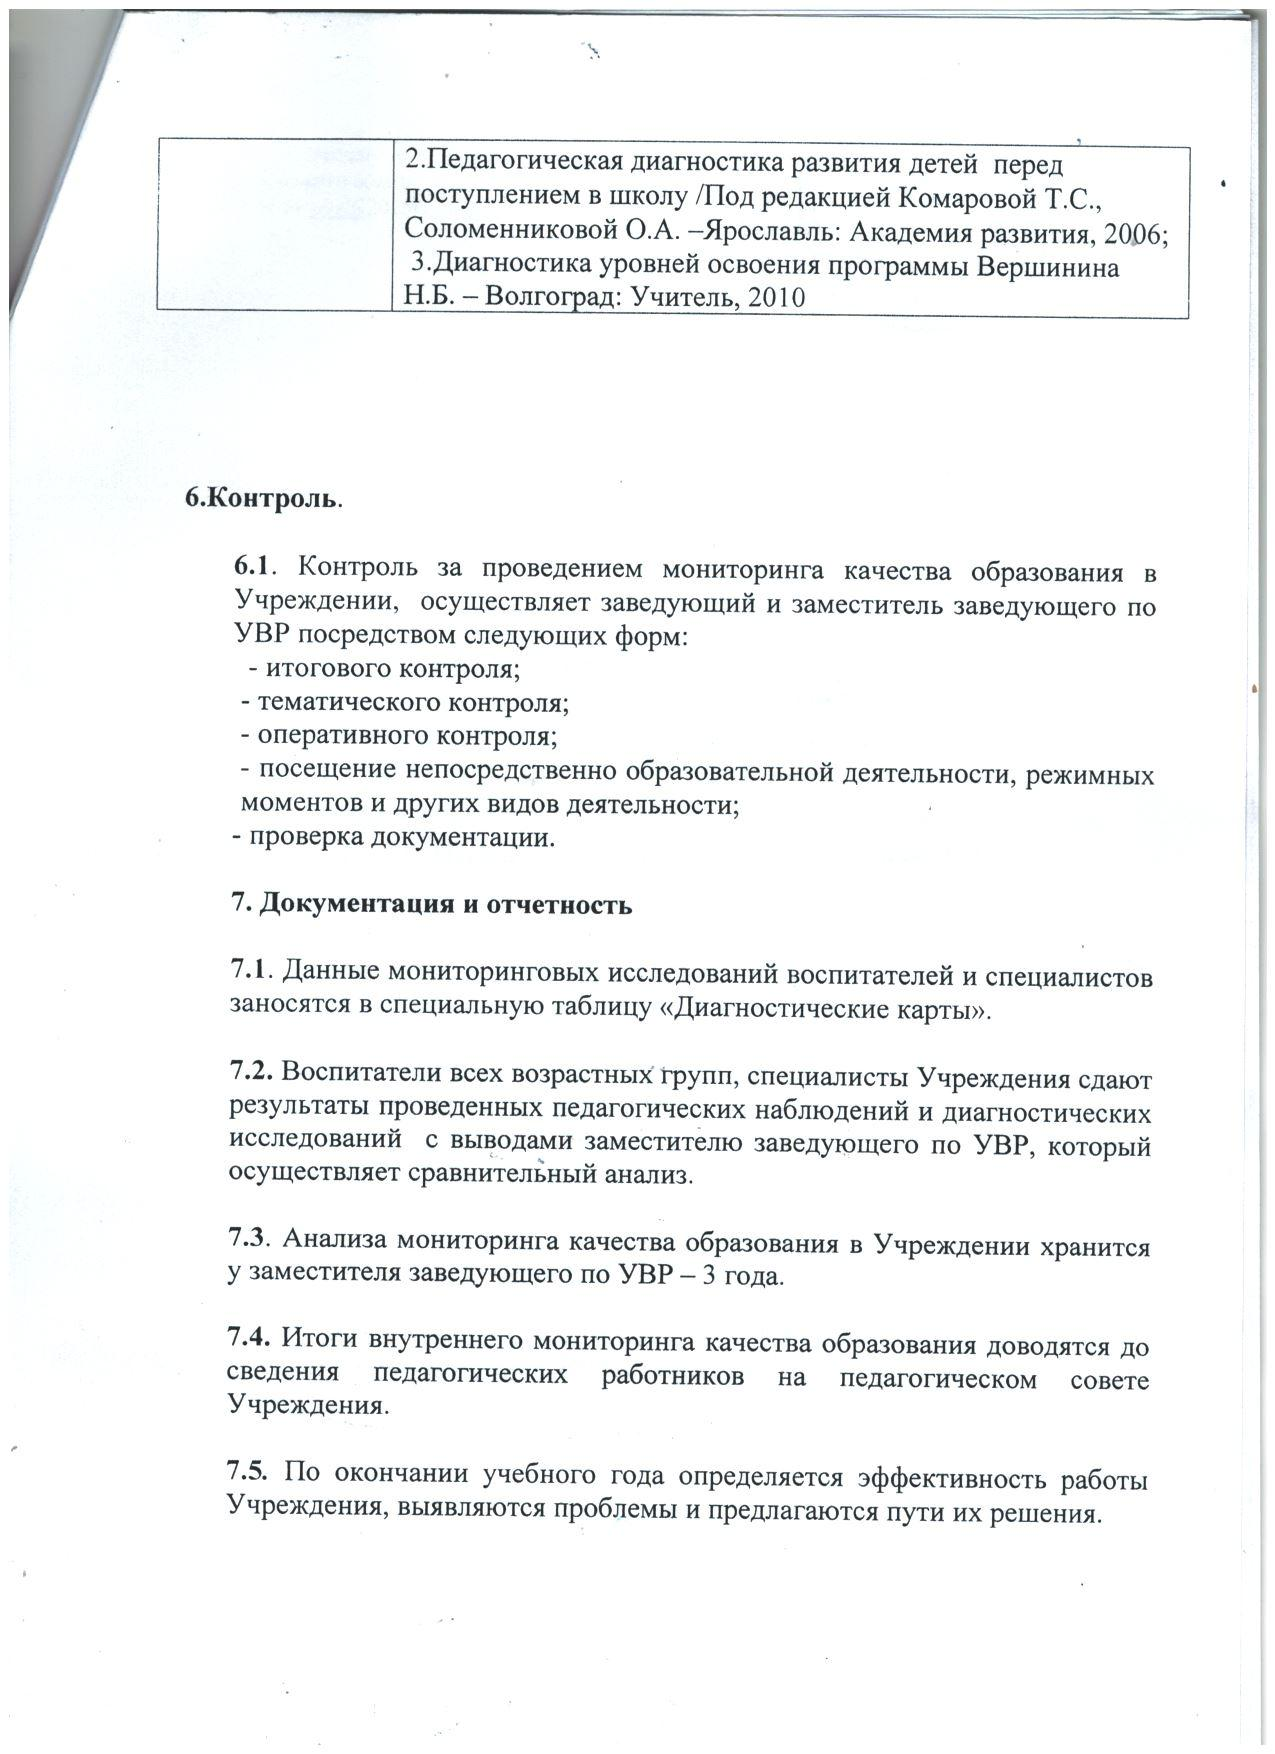 2.Педагогическая диагностика развития детей  перед
поступлением в школу /Под редакцией Комаровой Т.С.,
Соломенниковой О.А. –Ярославль: Академия развития, 2006;
3.Диагностика уровней освоения программы Вершинина
Н.Б. – Волгоград: Учитель, 2010
6.Контроль.
6.1. Контроль за проведением мониторинга качества образования в
Учреждении,  осуществляет заведующий и заместитель заведующего по
УВР посредством следующих форм:
- итогового контроля;
- тематического контроля;
- оперативного контроля;
- посещение непосредственно образовательной деятельности, режимных
моментов и других видов деятельности;
- проверка документации.
7. Документация и отчетность
7.1. Данные мониторинговых исследований воспитателей и специалистов
заносятся в специальную таблицу «Диагностические карты».
7.2. Воспитатели всех возрастных групп, специалисты Учреждения сдают
результаты проведенных педагогических наблюдений и диагностических
исследований  с выводами заместителю заведующего по УВР, который
осуществляет сравнительный анализ.
7.3. Анализа мониторинга качества образования в Учреждении хранится
у заместителя заведующего по УВР – 3 года.
7.4. Итоги внутреннего мониторинга качества образования доводятся до
сведения педагогических работников на педагогическом совете
Учреждения.
7.5. По окончании учебного года определяется эффективность работы
Учреждения, выявляются проблемы и предлагаются пути их решения.